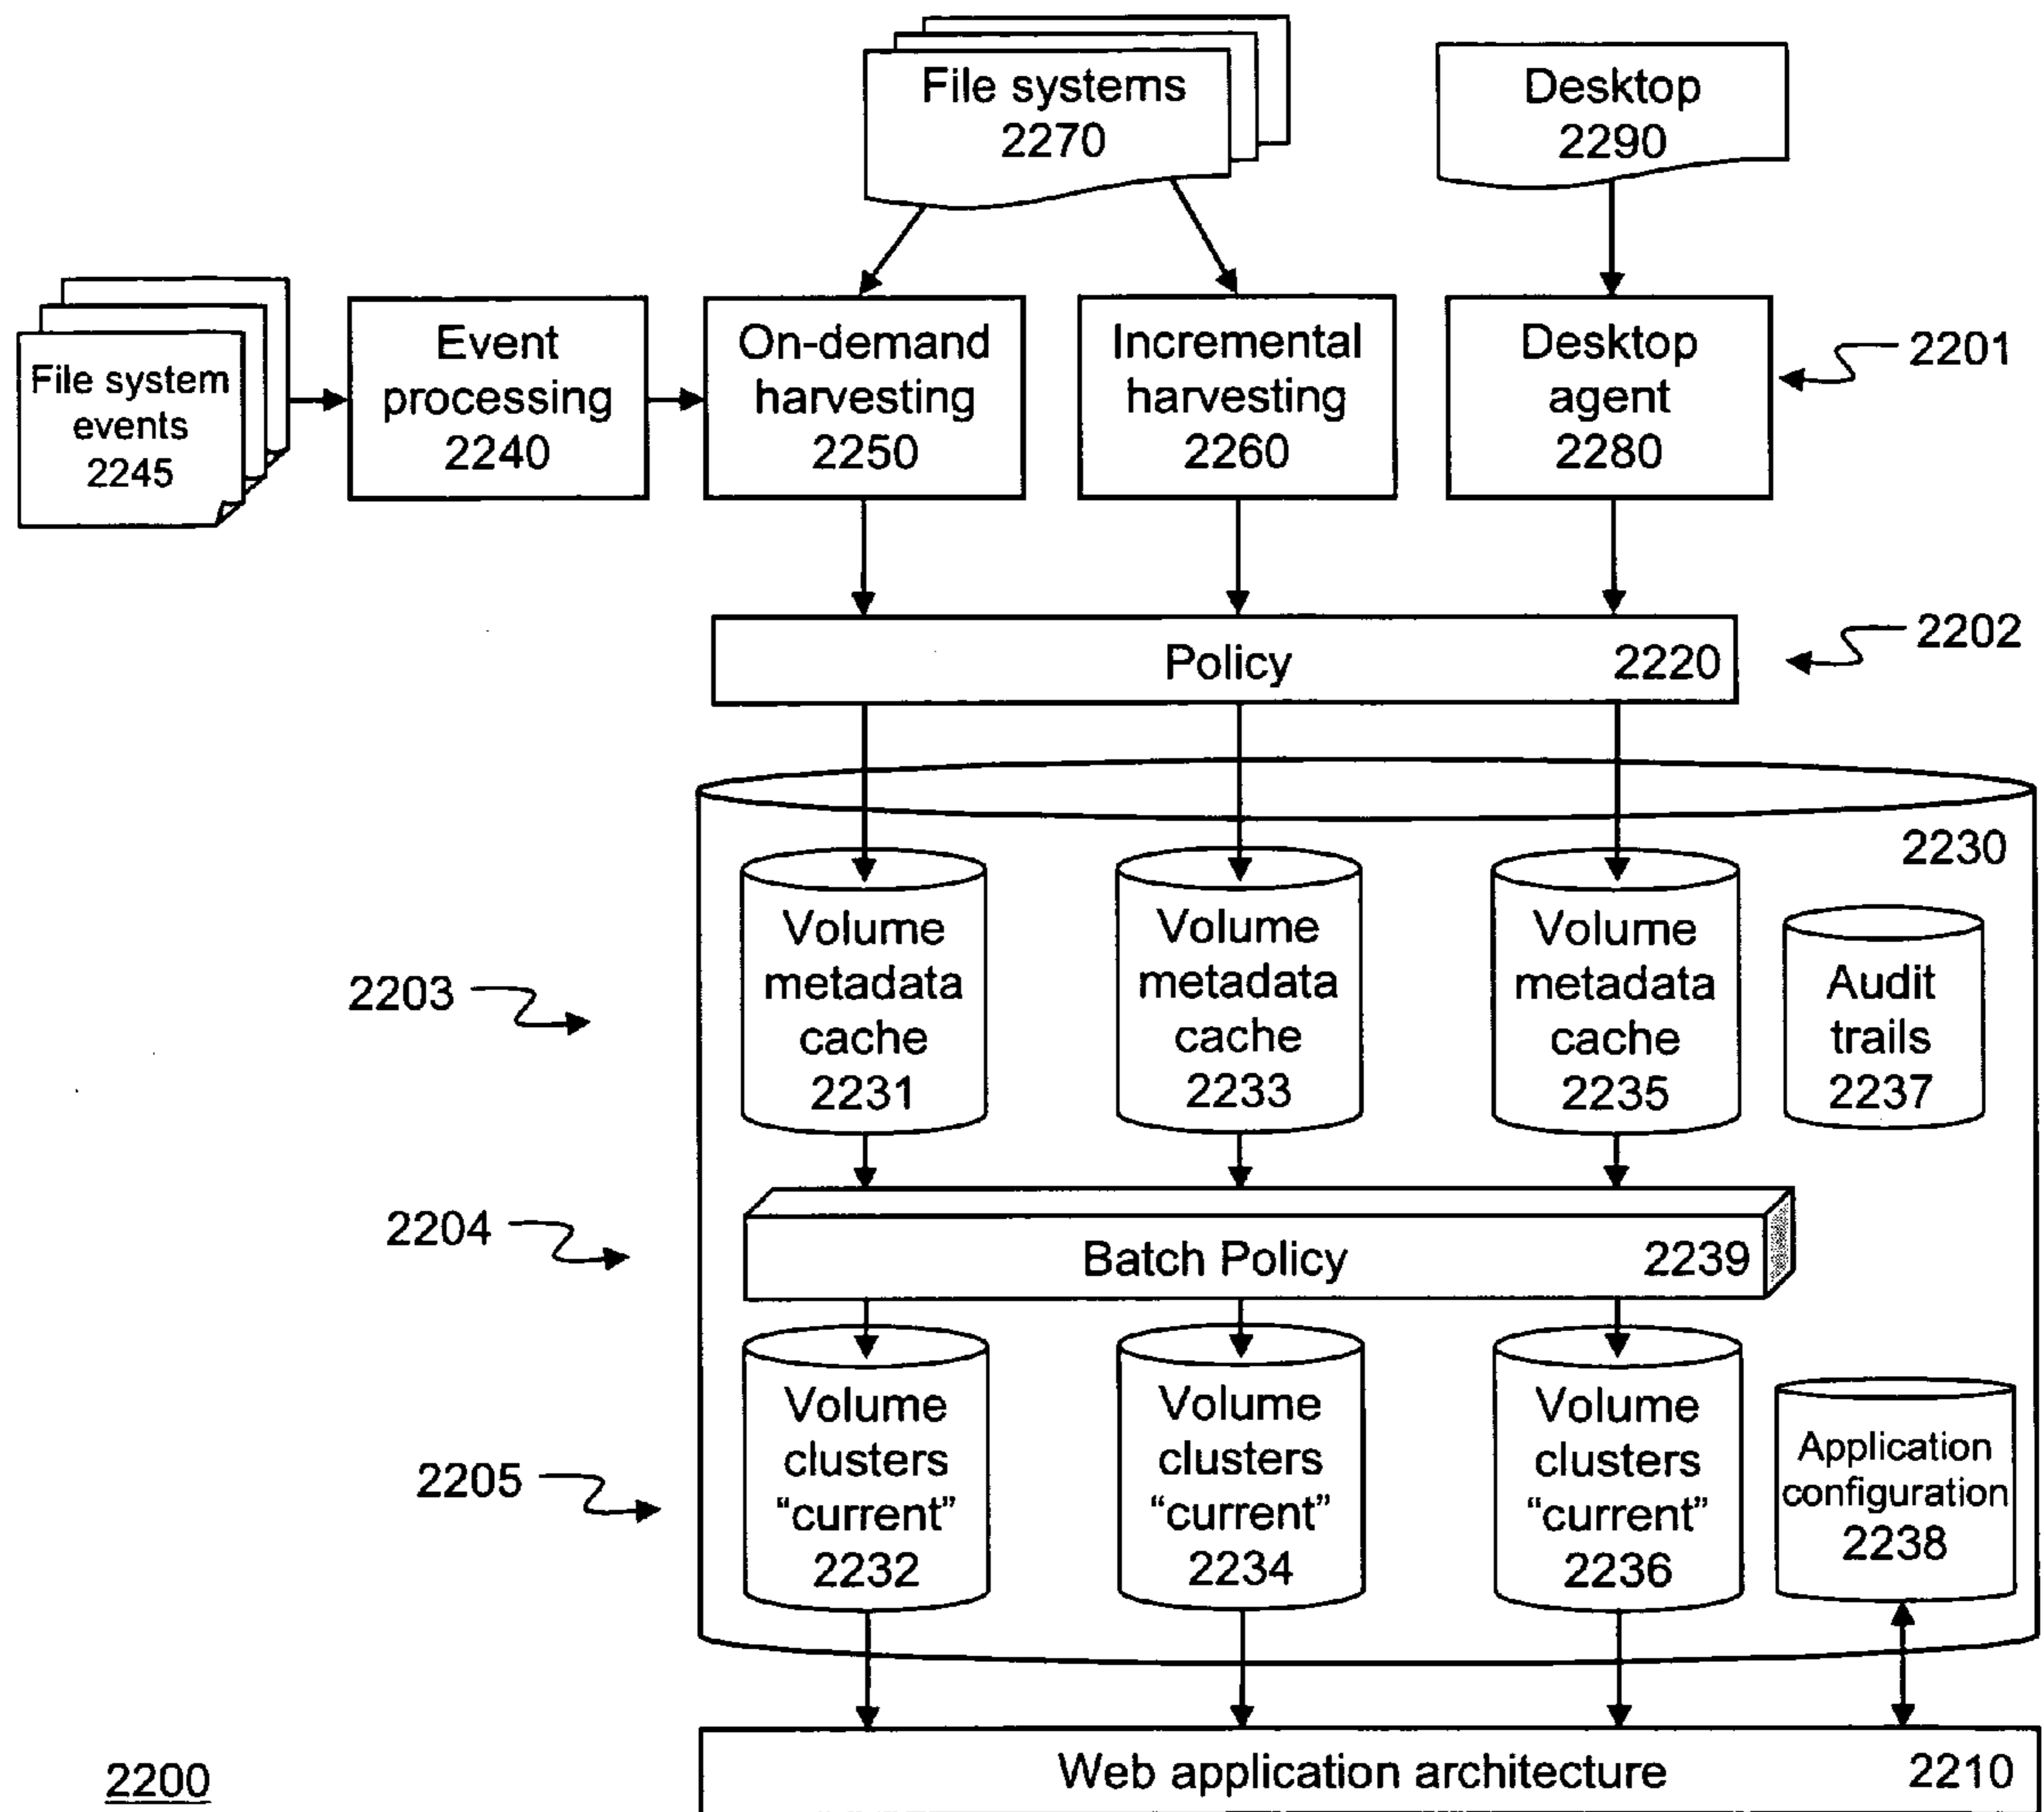 File systems
2270
Desktop
2290
File system
events
2245
Event
processing
2240
On-demand
harvesting
2250
Incremental
harvesting
2260
Desktop
agent
2280
2201
Policy
2220
2202
2230
Volume
metadata
cache
2231
Volume
metadata
cache
2233
Volume
metadata
cache
2235
Audit
trails
2237
2203
Batch Policy
2239
2204
Volume
clusters
“current”
2232
Volume
clusters
“current”
2234
Volume
clusters
“current”
2236
Application
configuration
2238
2205
Web application architecture
2210
2200